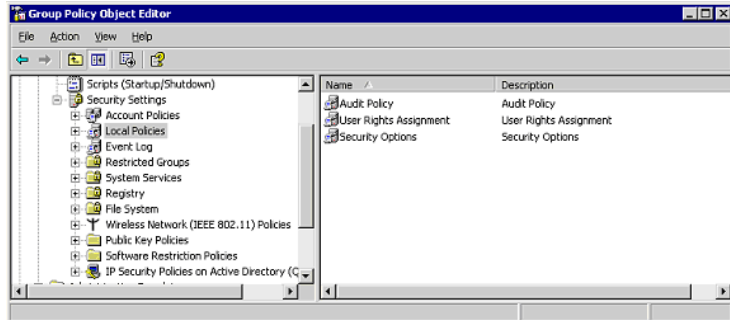 Group Policy Object Editor
File Action View Help
Scripts (Startup/Shutdown)
Security Settings
Account Policies
Local Policies
Event Log
Restricted Groups
System Services
Registry
File System
Wireless Network (IEEE 802.11) Policies
Public Key Policies
Software Restriction Policies
IP Security Policies on Active Directory (C
Name Description
Audit Policy Audit Policy
User Rights Assignment User Rights Assignment
Security Options Security Options